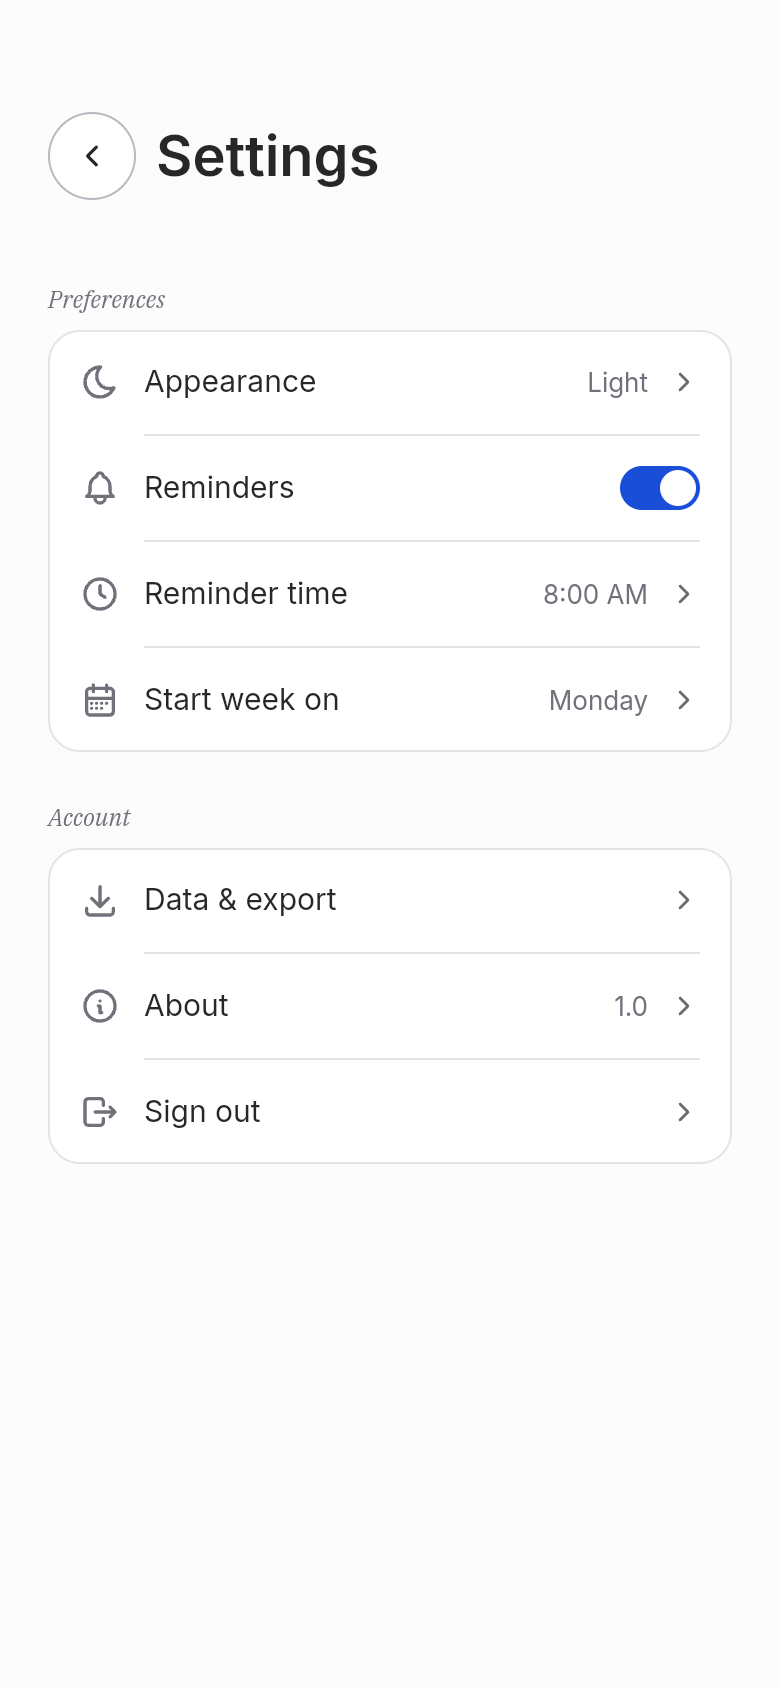 Settings
Preferences
Appearance Light
Reminders
Reminder time 8:00 AM
Start week on Monday
Account
Data & export
About 1.0
Sign out